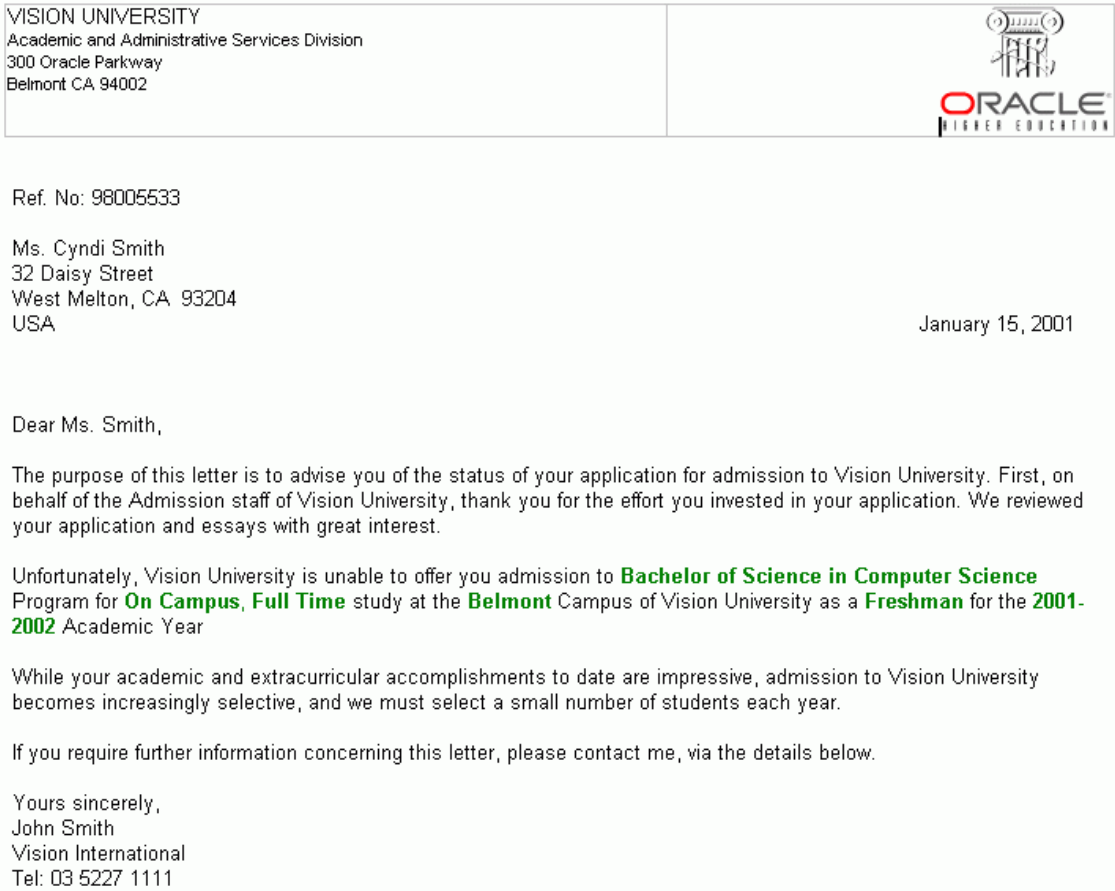 VISION UNIVERSITY
Academic and Administrative Services Division
300 Oracle Parkway
Belmont CA 94002
ORACLE
HIGHER EDUCATION
Ref. No: 98005533
Ms. Cyndi Smith
32 Daisy Street
West Melton, CA  93204
USA
January 15, 2001
Dear Ms. Smith,
The purpose of this letter is to advise you of the status of your application for admission to Vision University. First, on
behalf of the Admission staff of Vision University, thank you for the effort you invested in your application. We reviewed
your application and essays with great interest.
Unfortunately, Vision University is unable to offer you admission to Bachelor of Science in Computer Science
Program for On Campus, Full Time study at the Belmont Campus of Vision University as a Freshman for the 2001-
2002 Academic Year
While your academic and extracurricular accomplishments to date are impressive, admission to Vision University
becomes increasingly selective, and we must select a small number of students each year.
If you require further information concerning this letter, please contact me, via the details below.
Yours sincerely,
John Smith
Vision International
Tel: 03 5227 1111